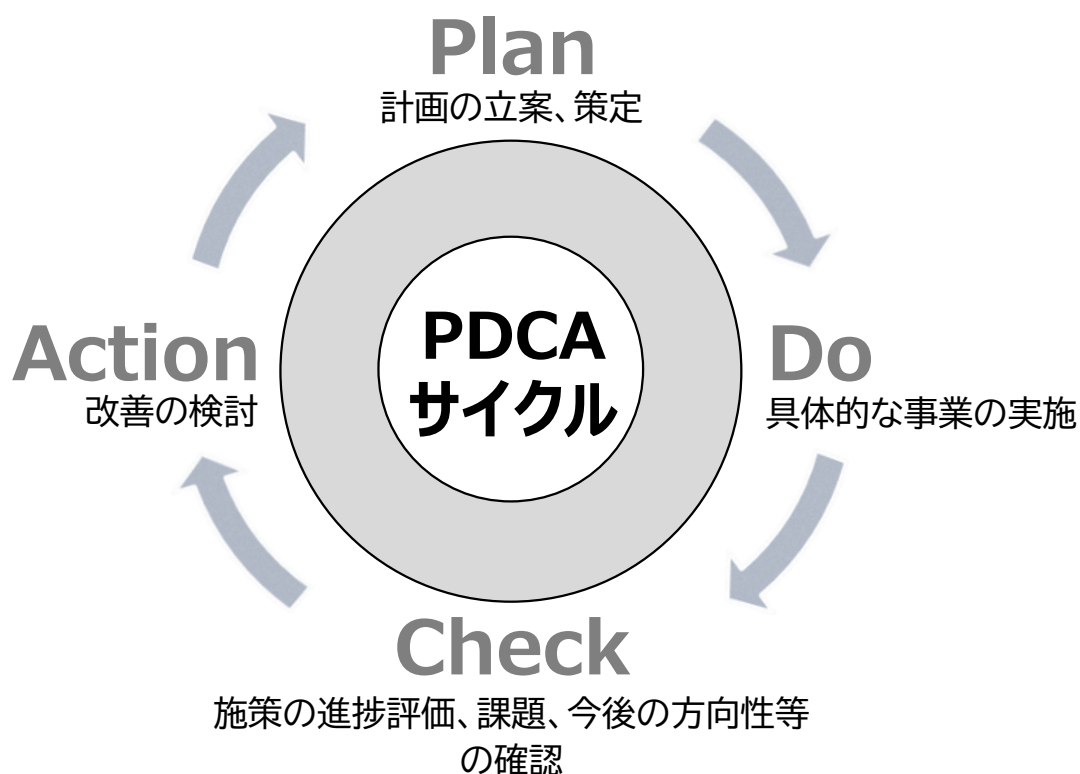 Plan
計画の立案、策定
PDCA
サイクル
Action
改善の検討
Do
具体的な事業の実施
Check
施策の進捗評価、課題、今後の方向性等
の確認